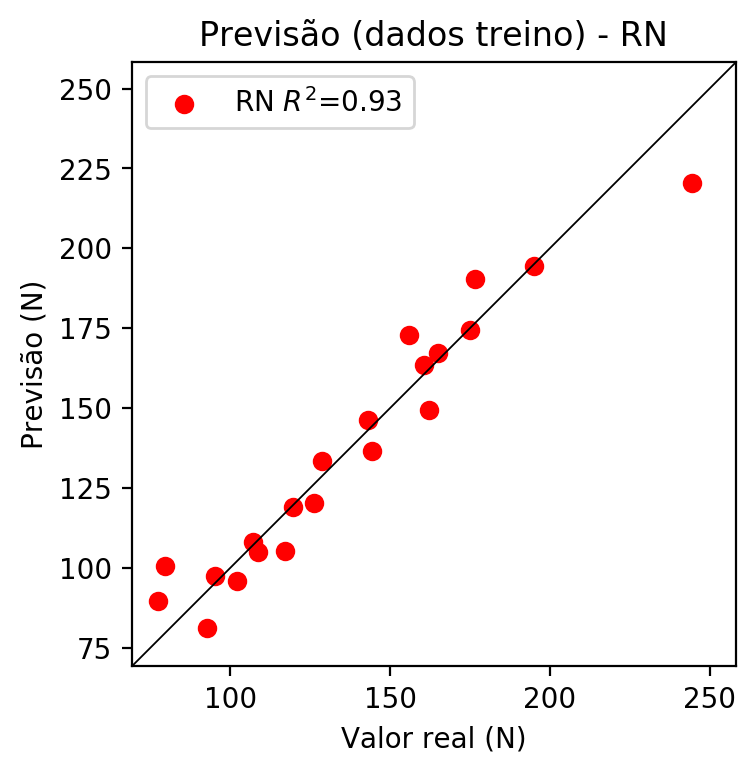 Previsão (dados treino) - RN
RN R²=0.93
250
225
200
175
150
125
100
75
Previsão (N)
100 150 200 250
Valor real (N)